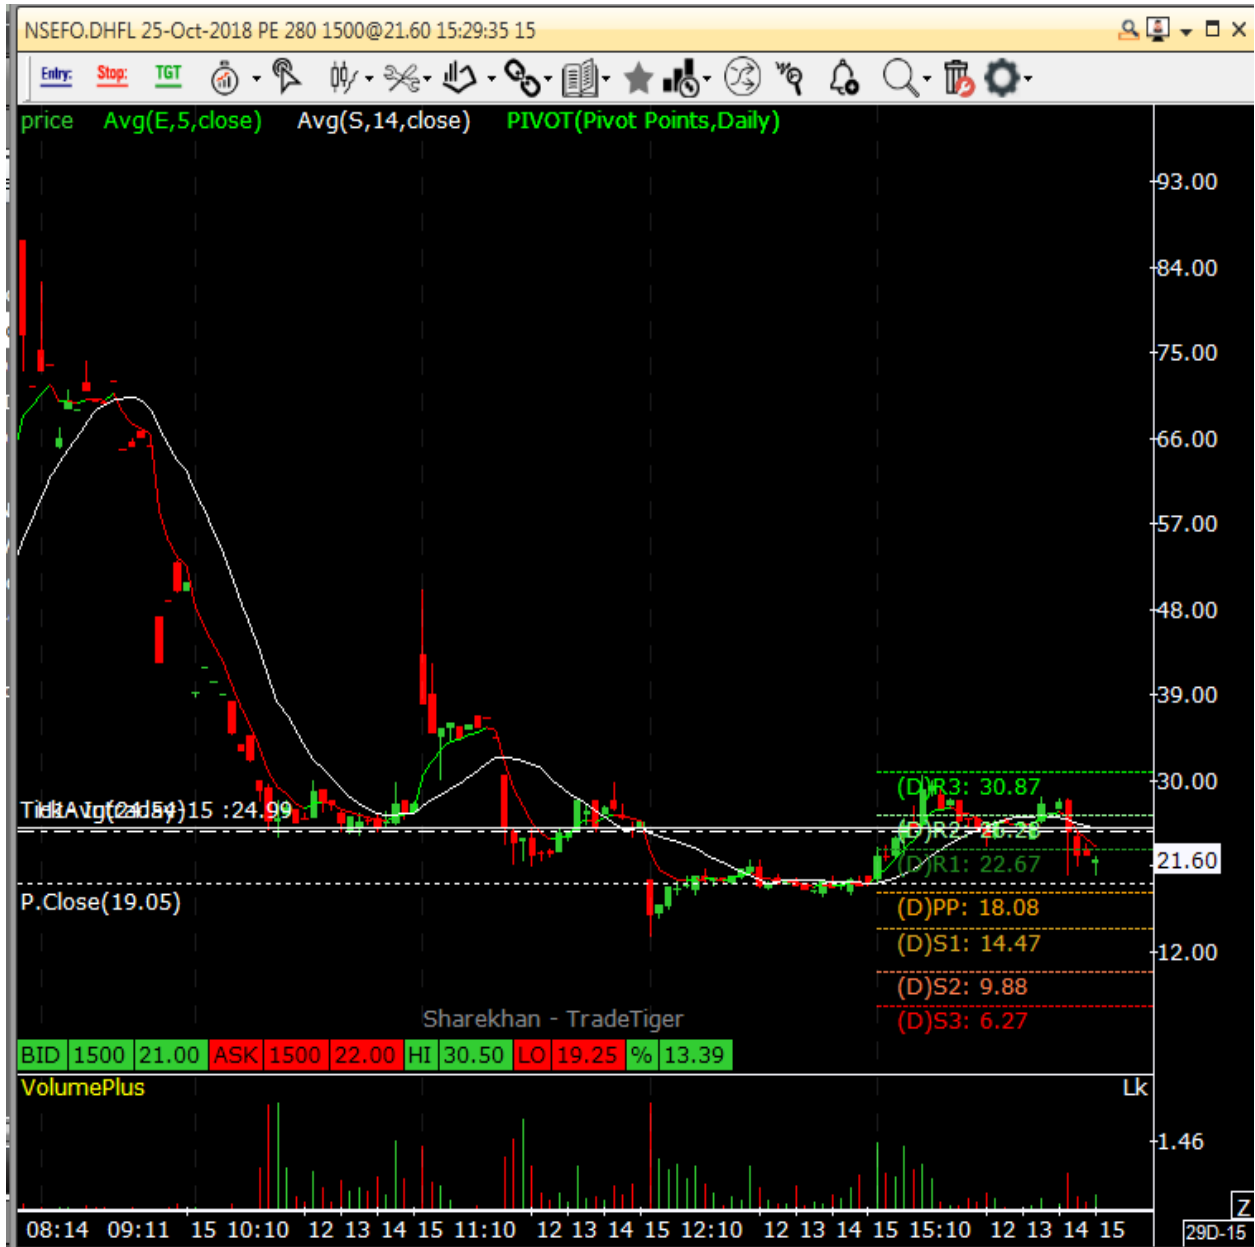 NSEFO.DHFL 25-Oct-2018 PE 280 1500@21.60 15:29:35 15
Entry: Stop: TGT
price Avg(E,5,close) Avg(S,14,close) PIVOT(Pivot Points,Daily)
93.00
84.00
75.00
66.00
57.00
48.00
39.00
30.00
(D)R3: 30.87
15 :24.99
(D)R2: 26.28
(D)R1: 22.67
21.60
P.Close(19.05)
(D)PP: 18.08
(D)S1: 14.47
12.00
(D)S2: 9.88
(D)S3: 6.27
Sharekhan - TradeTiger
BID 1500 21.00 ASK 1500 22.00 HI 30.50 LO 19.25 % 13.39
VolumePlus Lk
1.46
Z
08:14 09:11 15 10:10 12 13 14 15 11:10 12 13 14 15 12:10 12 13 14 15 15:10 12 13 14 15
29D-15